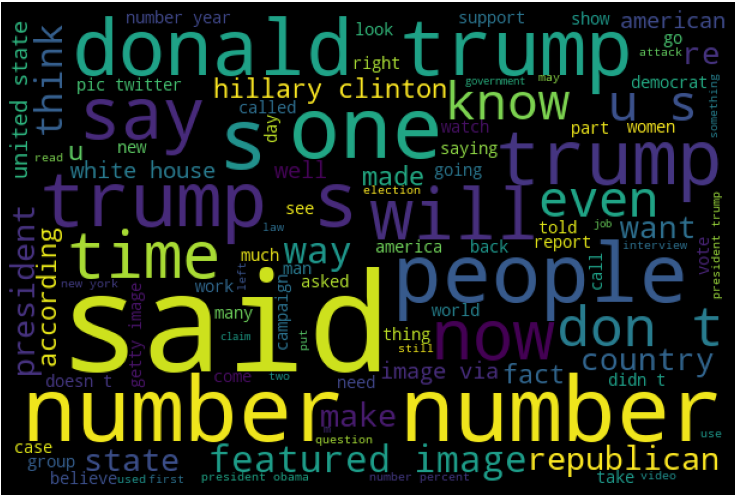 number year
support
show
american
donald trump
look
go
right
re
attack
think
united state
pic twitter
hillary clinton
government
may
democrat
something
say
called
know
u s
day
s
one
watch
part
women
u
new
saying
trump
read
white house
well
made
going
trump s
election
will
even
president
see
law
told
job
want
time
way
america
back
report
interview
vote
president trump
according
much
man
call
left
asked
people
new york
work
campaign
many
world
said
getty image
claim
put
thing
now
don t
still
country
doesn t
come
two
need
image via
fact
didn t
number number
make
question
use
case
state
featured image
republican
group
believe
used
first
president obama
number percent
take
video